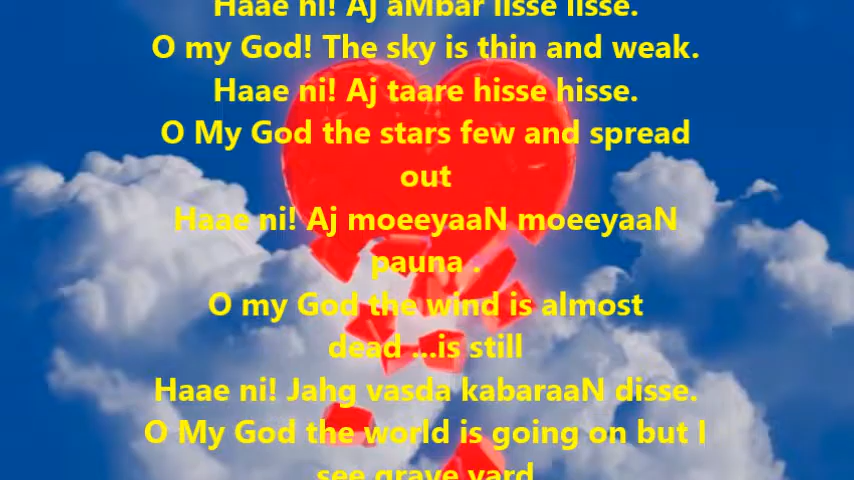 Haae ni! Aj aMbar lisse lisse.
O my God! The sky is thin and weak.
Haae ni! Aj taare hisse hisse.
O My God the stars few and spread
out
Haae ni! Aj moeeyaaN moeeyaaN
pauna .
O my God the wind is almost
dead ...is still
Haae ni! Jahg vasda kabaraaN disse.
O My God the world is going on but I
see grave yard